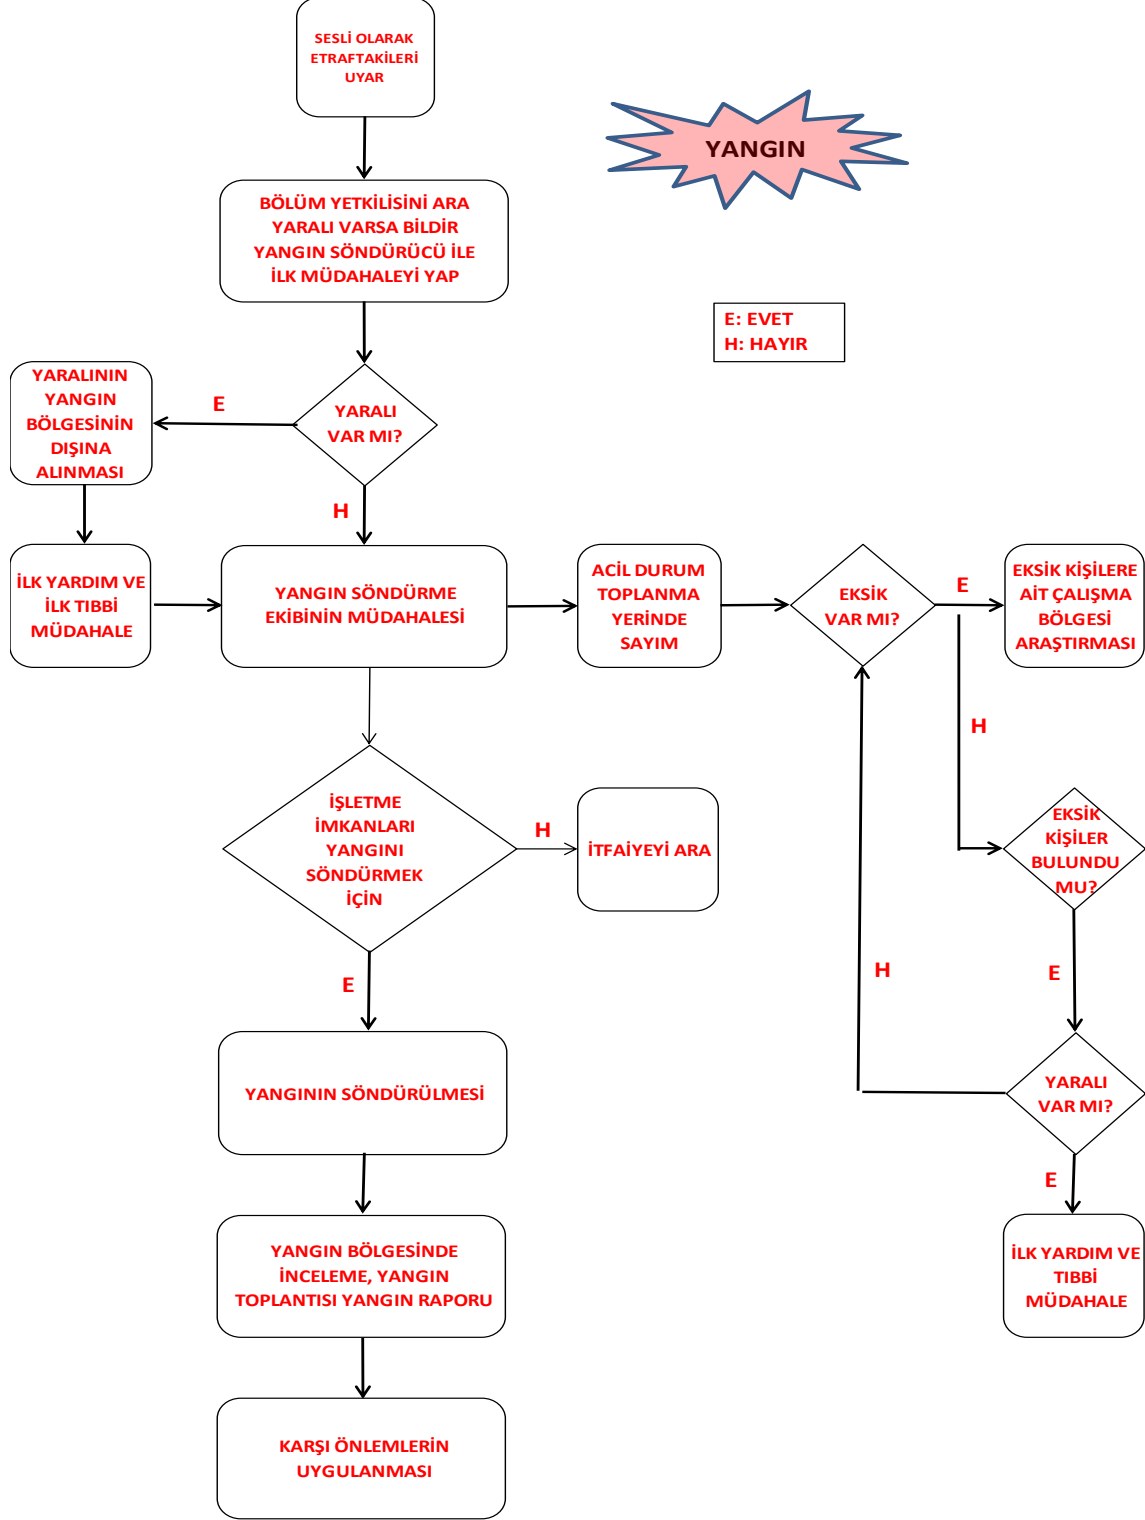 SESLİ OLARAK
ETRAFTAKİLERİ
UYAR
YANGIN
BÖLÜM YETKİLİSİNİ ARA
YARALI VARSA BİLDİR
YANGIN SÖNDÜRÜCÜ İLE
İLK MÜDAHALEYİ YAP
E: EVET
H: HAYIR
YARALI
VAR MI?
E
YARALININ
YANGIN
BÖLGESİNİN
DIŞINA
ALINMASI
H
İLK YARDIM VE
İLK TIBBİ
MÜDAHALE
YANGIN SÖNDÜRME
EKİBİNİN MÜDAHALESİ
ACİL DURUM
TOPLANMA
YERİNDE
SAYIM
EKSİK
VAR MI?
E
EKSİK KİŞİLERE
AİT ÇALIŞMA
BÖLGESİ
ARAŞTIRMASI
H
İŞLETME
İMKANLARI
YANGINI
SÖNDÜRMEK
İÇİN
H
İTFAİYEYİ ARA
EKSİK
KİŞİLER
BULUNDU
MU?
E
H
E
YANGININ SÖNDÜRÜLMESİ
YARALI
VAR MI?
E
YANGIN BÖLGESİNDE
İNCELEME, YANGIN
TOPLANTISI YANGIN RAPORU
İLK YARDIM VE
TIBBİ
MÜDAHALE
KARŞI ÖNLEMLERİN
UYGULANMASI